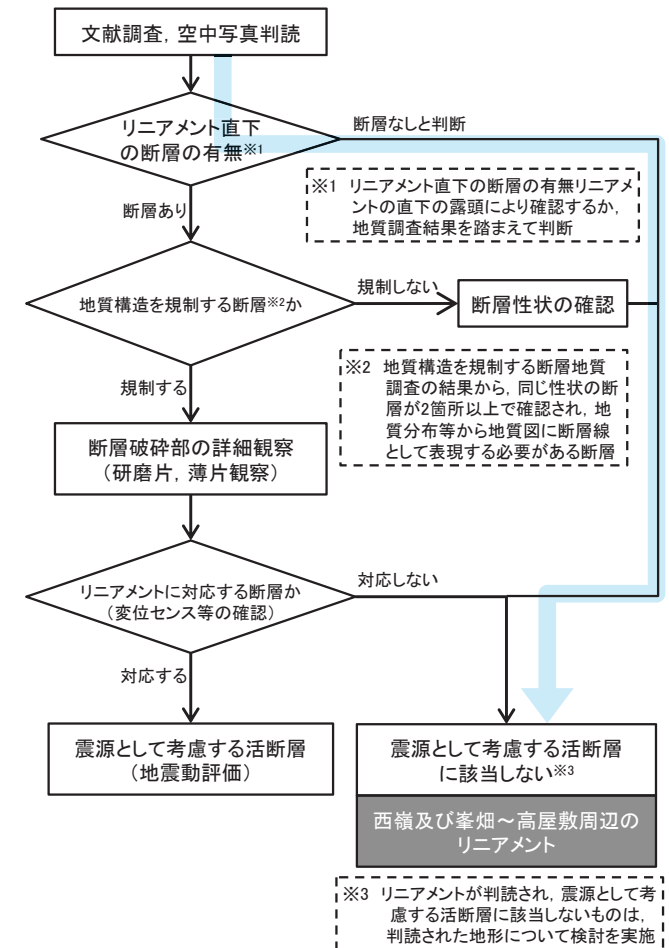 文献調査，空中写真判読
リニアメント直下
の断層の有無※1
断層なしと判断
※1 リニアメント直下の断層の有無リニアメ
ントの直下の露頭により確認するか，
地質調査結果を踏まえて判断
断層あり
地質構造を規制する断層※2か
規制しない
断層性状の確認
※2 地質構造を規制する断層地質
調査の結果から，同じ性状の断
層が2箇所以上で確認され，地
質分布等から地質図に断層線
として表現する必要がある断層
規制する
断層破砕部の詳細観察
（研磨片，薄片観察）
リニアメントに対応する断層か
（変位センス等の確認）
対応しない
対応する
震源として考慮する活断層
（地震動評価）
震源として考慮する活断層
に該当しない※3
西嶺及び峯畑～高屋敷周辺の
リニアメント
※3 リニアメントが判読され，震源として考
慮する活断層に該当しないものは，
判読された地形について検討を実施